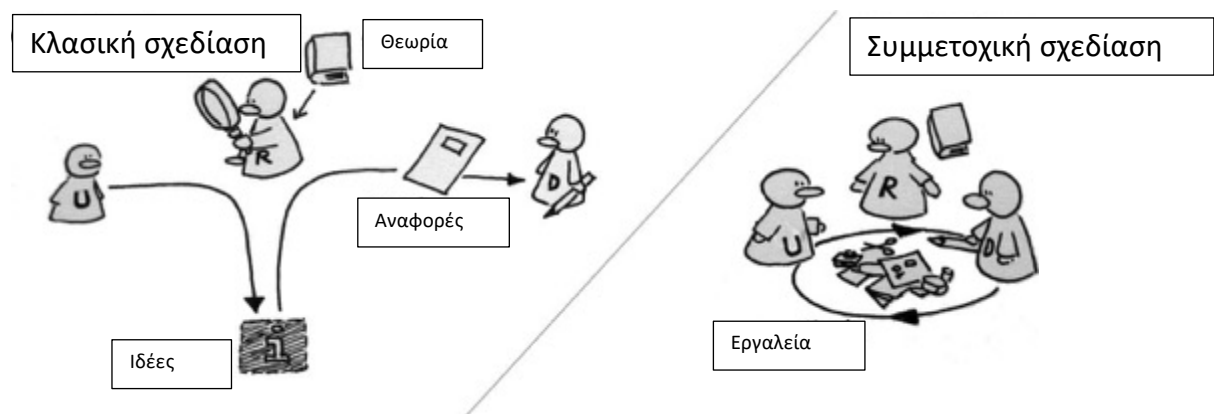 Κλασική σχεδίαση
Θεωρία
R
U
D
Αναφορές
Ιδέες
i
Συμμετοχική σχεδίαση
R
U
D
Εργαλεία